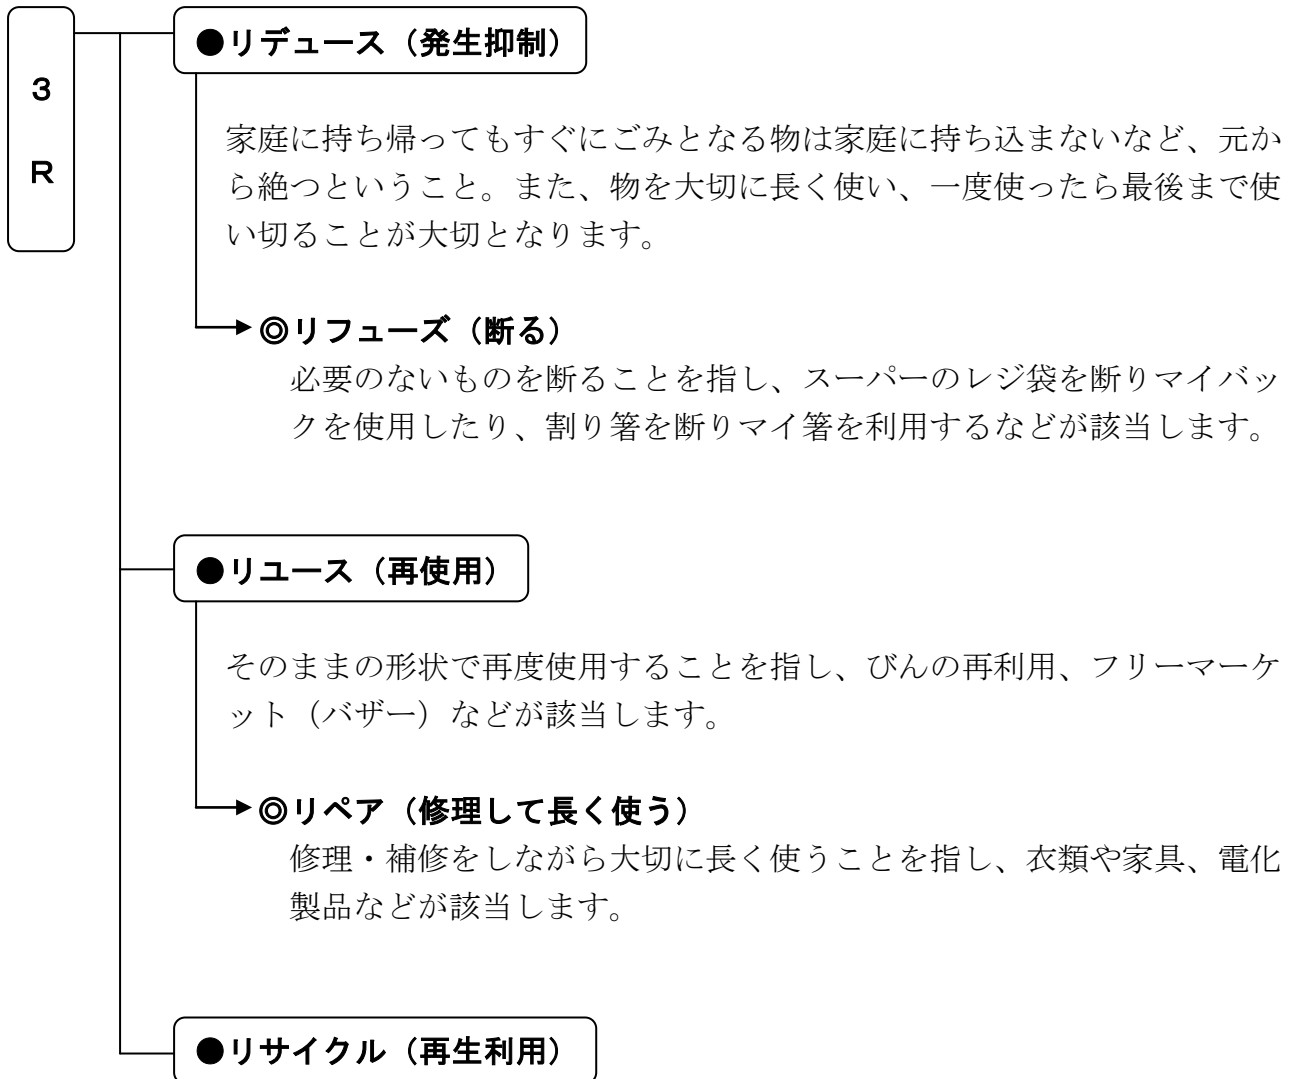 3
R
●リデュース（発生抑制）
家庭に持ち帰ってもすぐにごみとなる物は家庭に持ち込まないなど、元か
ら絶つということ。また、物を大切に長く使い、一度使ったら最後まで使
い切ることが大切となります。
◎リフューズ（断る）
必要のないものを断ることを指し、スーパーのレジ袋を断りマイバッ
クを使用したり、割り箸を断りマイ箸を利用するなどが該当します。
●リユース（再使用）
そのままの形状で再度使用することを指し、びんの再利用、フリーマーケ
ット（バザー）などが該当します。
◎リペア（修理して長く使う）
修理・補修をしながら大切に長く使うことを指し、衣類や家具、電化
製品などが該当します。
●リサイクル（再生利用）